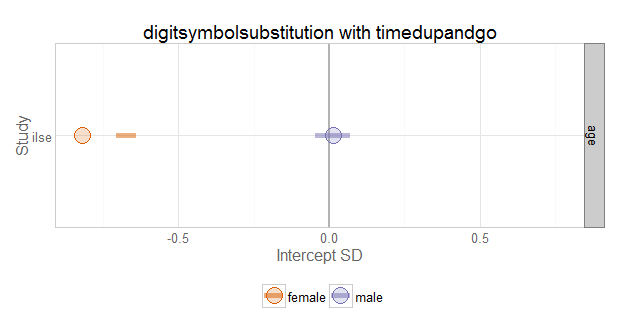 digitsymbolsubstitution with timedupandgo
Study
ilse
age
-0.5
0.0
0.5
Intercept SD
female
male